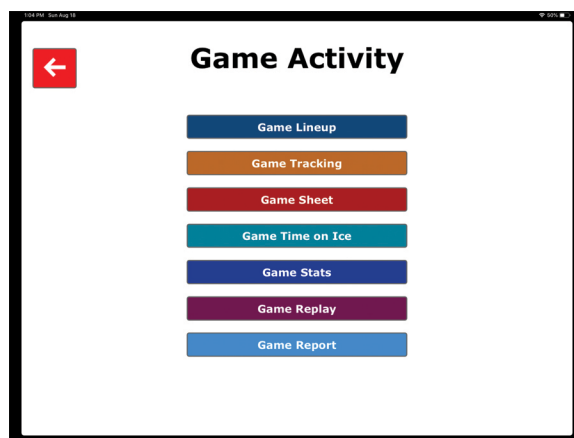 1:04 PM Sun Aug 18
50%
Game Activity
Game Lineup
Game Tracking
Game Sheet
Game Time on Ice
Game Stats
Game Replay
Game Report